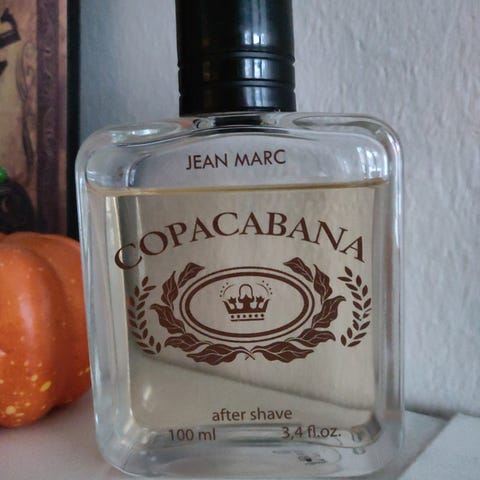 JEAN MARC
COPACABANA
after shave
100 ml 3,4 fl.oz.